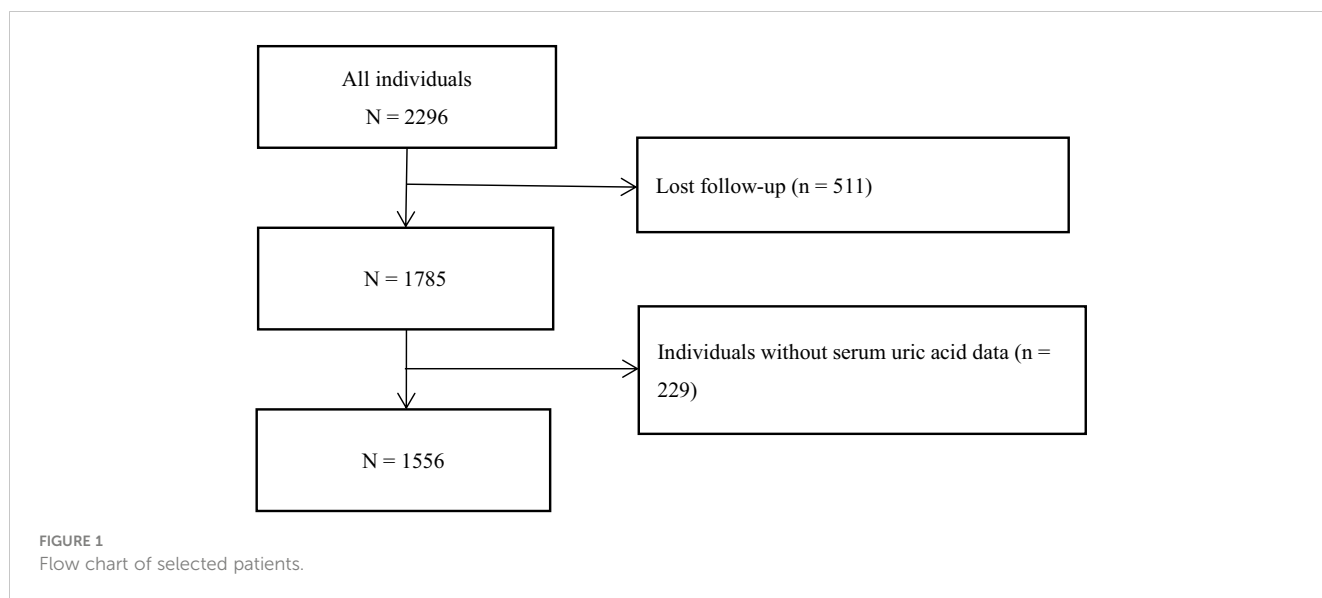 All individuals
N = 2296
Lost follow-up (n = 511)
N = 1785
Individuals without serum uric acid data (n =
229)
N = 1556
FIGURE 1
Flow chart of selected patients.